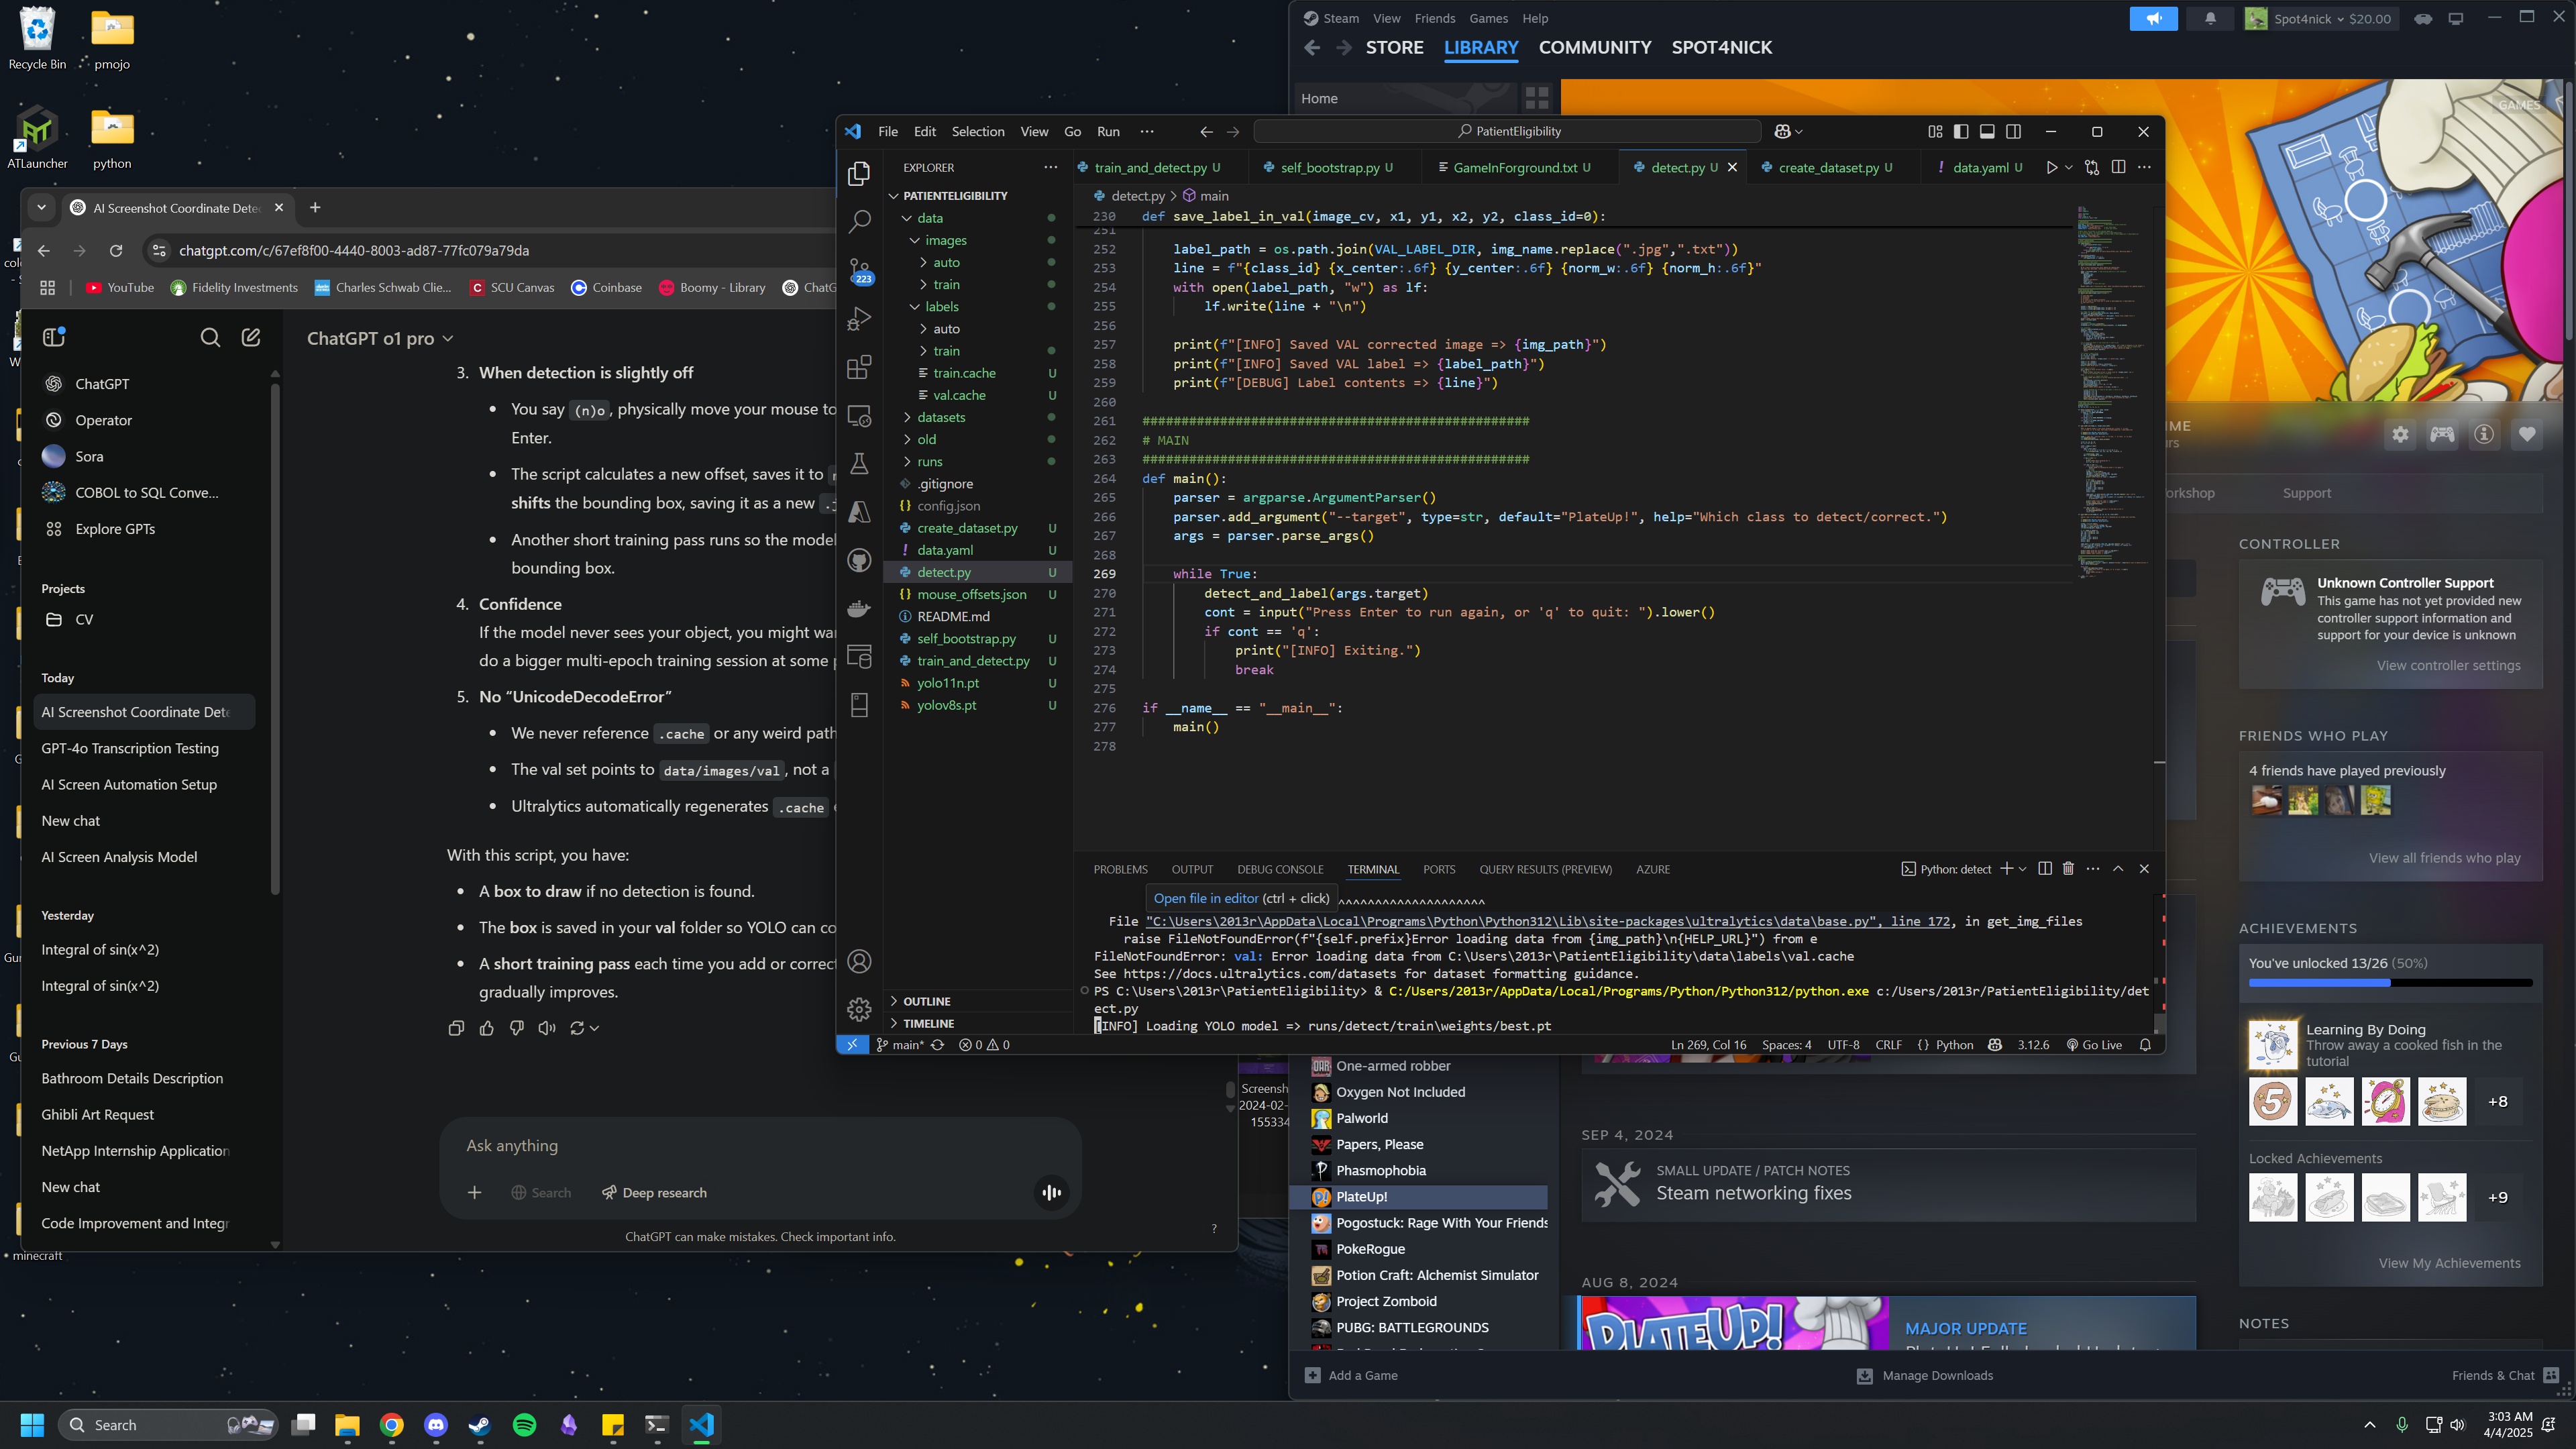 Recycle Bin
pmojo
ATLauncher
python
minecraft
AI Screenshot Coordinate Dete
chatgpt.com/c/67ef8f00-4440-8003-ad87-77fc079a79da
YouTube
Fidelity Investments
Charles Schwab Clie...
SCU Canvas
Coinbase
Boomy - Library
ChatG
ChatGPT
Operator
Sora
COBOL to SQL Conve...
Explore GPTs
Projects
CV
Today
AI Screenshot Coordinate Dete
GPT-4o Transcription Testing
AI Screen Automation Setup
New chat
AI Screen Analysis Model
Yesterday
Integral of sin(x^2)
Integral of sin(x^2)
Previous 7 Days
Bathroom Details Description
Ghibli Art Request
NetApp Internship Application
New chat
Code Improvement and Integr
ChatGPT o1 pro
3. When detection is slightly off
• You say (n)o, physically move your mouse to
Enter.
• The script calculates a new offset, saves it to
shifts the bounding box, saving it as a new
• Another short training pass runs so the model
bounding box.
4. Confidence
If the model never sees your object, you might wa
do a bigger multi-epoch training session at some
5. No “UnicodeDecodeError”
• We never reference .cache or any weird path
• The val set points to data/images/val, not a
• Ultralytics automatically regenerates .cache
With this script, you have:
• A box to draw if no detection is found.
• The box is saved in your val folder so YOLO can co
• A short training pass each time you add or correct
gradually improves.
Ask anything
Search
Deep research
ChatGPT can make mistakes. Check important info.
?
Screensh
2024-02-
155334
File Edit Selection View Go Run ···
PatientEligibility
EXPLORER
PATIENTELIGIBILITY
data
images
auto
train
labels
auto
train
train.cache U
val.cache U
datasets
old
runs
.gitignore
config.json
create_dataset.py U
data.yaml U
detect.py U
mouse_offsets.json U
README.md
self_bootstrap.py U
train_and_detect.py U
yolo11n.pt U
yolov8s.pt U
OUTLINE
TIMELINE
223
train_and_detect.py U
self_bootstrap.py U
GameInForground.txt U
detect.py U
create_dataset.py U
data.yaml U
detect.py > main
230 def save_label_in_val(image_cv, x1, y1, x2, y2, class_id=0):
251
252 label_path = os.path.join(VAL_LABEL_DIR, img_name.replace(".jpg",".txt"))
253 line = f"{class_id} {x_center:.6f} {y_center:.6f} {norm_w:.6f} {norm_h:.6f}"
254 with open(label_path, "w") as lf:
255 lf.write(line + "\n")
256
257 print(f"[INFO] Saved VAL corrected image => {img_path}")
258 print(f"[INFO] Saved VAL label => {label_path}")
259 print(f"[DEBUG] Label contents => {line}")
260
261 ##################################################
262 # MAIN
263 ##################################################
264 def main():
265 parser = argparse.ArgumentParser()
266 parser.add_argument("--target", type=str, default="PlateUp!", help="Which class to detect/correct.")
267 args = parser.parse_args()
268
269 while True:
270 detect_and_label(args.target)
271 cont = input("Press Enter to run again, or 'q' to quit: ").lower()
272 if cont == 'q':
273 print("[INFO] Exiting.")
274 break
275
276 if __name__ == "__main__":
277 main()
278
PROBLEMS OUTPUT DEBUG CONSOLE TERMINAL PORTS QUERY RESULTS (PREVIEW) AZURE
Python: detect
Open file in editor (ctrl + click)
^^^^^^^^^^^^^^^^^^^
File "C:\Users\2013r\AppData\Local\Programs\Python\Python312\Lib\site-packages\ultralytics\data\base.py", line 172, in get_img_files
raise FileNotFoundError(f"{self.prefix}Error loading data from {img_path}\n{HELP_URL}") from e
FileNotFoundError: val: Error loading data from C:\Users\2013r\PatientEligibility\data\labels\val.cache
See https://docs.ultralytics.com/datasets for dataset formatting guidance.
PS C:\Users\2013r\PatientEligibility> & C:/Users/2013r/AppData/Local/Programs/Python/Python312/python.exe c:/Users/2013r/PatientEligibility/det
ect.py
[INFO] Loading YOLO model => runs/detect/train\weights/best.pt
main* 0 0
Ln 269, Col 16 Spaces: 4 UTF-8 CRLF {} Python 3.12.6 Go Live
Steam View Friends Games Help
Spot4nick $20.00
STORE LIBRARY COMMUNITY SPOT4NICK
Home
GAMES
Support
CONTROLLER
Unknown Controller Support
This game has not yet provided new
controller support information and
support for your device is unknown
View controller settings
FRIENDS WHO PLAY
4 friends have played previously
View all friends who play
ACHIEVEMENTS
You've unlocked 13/26 (50%)
Learning By Doing
Throw away a cooked fish in the
tutorial
+8
Locked Achievements
+9
View My Achievements
NOTES
One-armed robber
Oxygen Not Included
Palworld
Papers, Please
Phasmophobia
PlateUp!
Pogostuck: Rage With Your Friends
PokeRogue
Potion Craft: Alchemist Simulator
Project Zomboid
PUBG: BATTLEGROUNDS
SEP 4, 2024
SMALL UPDATE / PATCH NOTES
Steam networking fixes
AUG 8, 2024
PLATEUP!
MAJOR UPDATE
Add a Game
Manage Downloads
Friends & Chat
Search
3:03 AM
4/4/2025